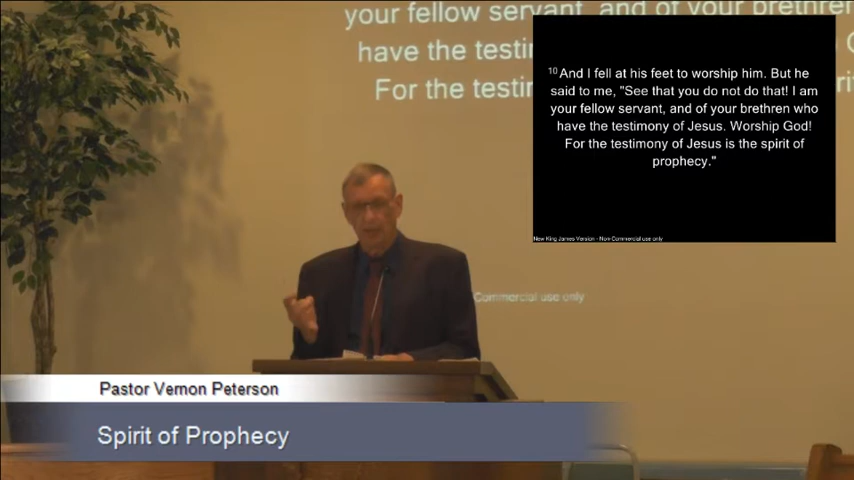 your fellow servant, and of your brethren
have the testim
For the testim
10 And I fell at his feet to worship him. But he
said to me, "See that you do not do that! I am
your fellow servant, and of your brethren who
have the testimony of Jesus. Worship God!
For the testimony of Jesus is the spirit of
prophecy."
New King James Version - Non-Commercial use only
Commercial use only
Pastor Vernon Peterson
Spirit of Prophecy